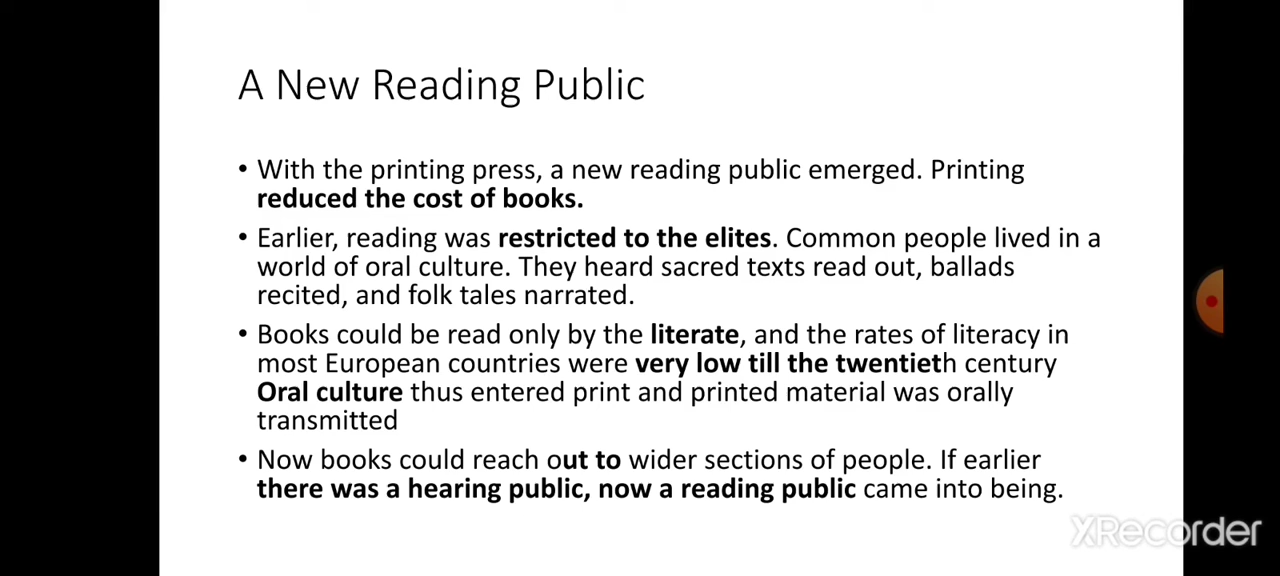 A New Reading Public
• With the printing press, a new reading public emerged. Printing
reduced the cost of books.
• Earlier, reading was restricted to the elites. Common people lived in a
world of oral culture. They heard sacred texts read out, ballads
recited, and folk tales narrated.
• Books could be read only by the literate, and the rates of literacy in
most European countries were very low till the twentieth century
Oral culture thus entered print and printed material was orally
transmitted
• Now books could reach out to wider sections of people. If earlier
there was a hearing public, now a reading public came into being.
XRecorder